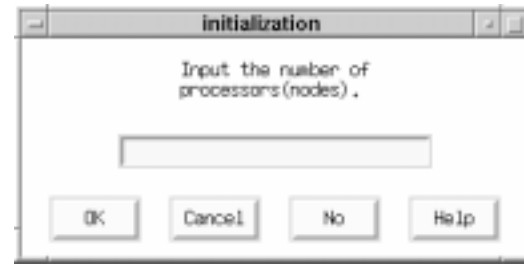 initialization
Input the number of
processors(nodes).
OK Cancel No Help